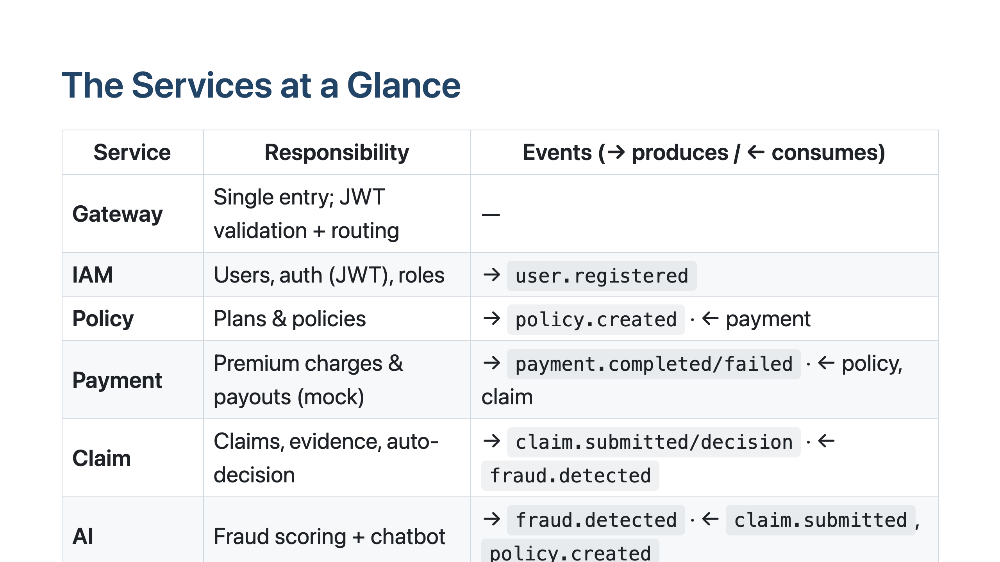 The Services at a Glance
Service Responsibility Events (→ produces / ← consumes)
Gateway
Single entry; JWT
validation + routing
—
IAM Users, auth (JWT), roles → user.registered
Policy Plans & policies → policy.created · ← payment
Payment
Premium charges &
payouts (mock)
→ payment.completed/failed · ← policy,
claim
Claim
Claims, evidence, auto-
decision
→ claim.submitted/decision · ←
fraud.detected
AI
Fraud scoring + chatbot
→ fraud.detected · ← claim.submitted,
policy.created